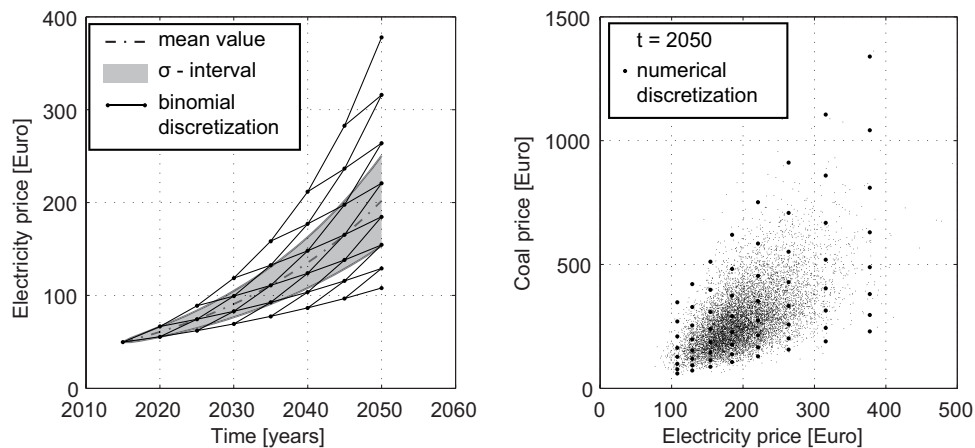 400
300
200
100
0
2010
2020
2030
2040
2050
2060
Electricity price [Euro]
Time [years]
mean value
σ - interval
binomial
discretization
1500
1000
500
0
0
100
200
300
400
500
Coal price [Euro]
Electricity price [Euro]
t = 2050
numerical
discretization